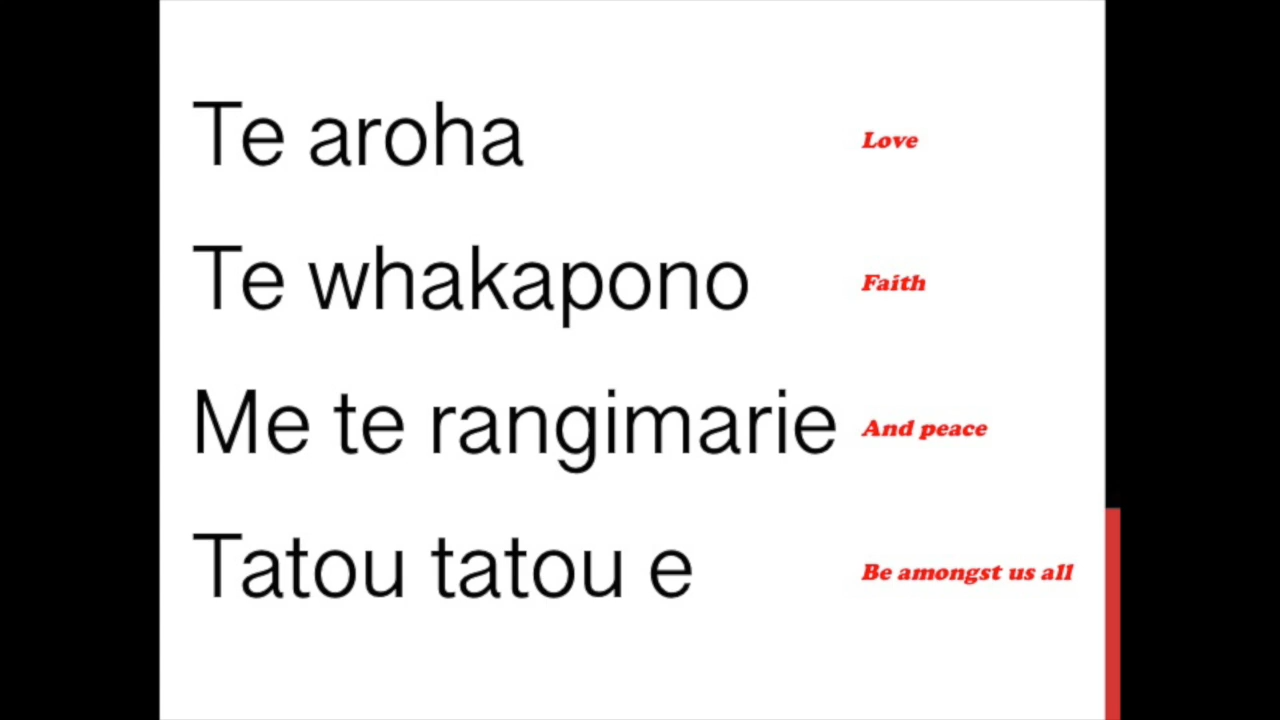 Te aroha Love
Te whakapono Faith
Me te rangimarie And peace
Tatou tatou e Be amongst us all